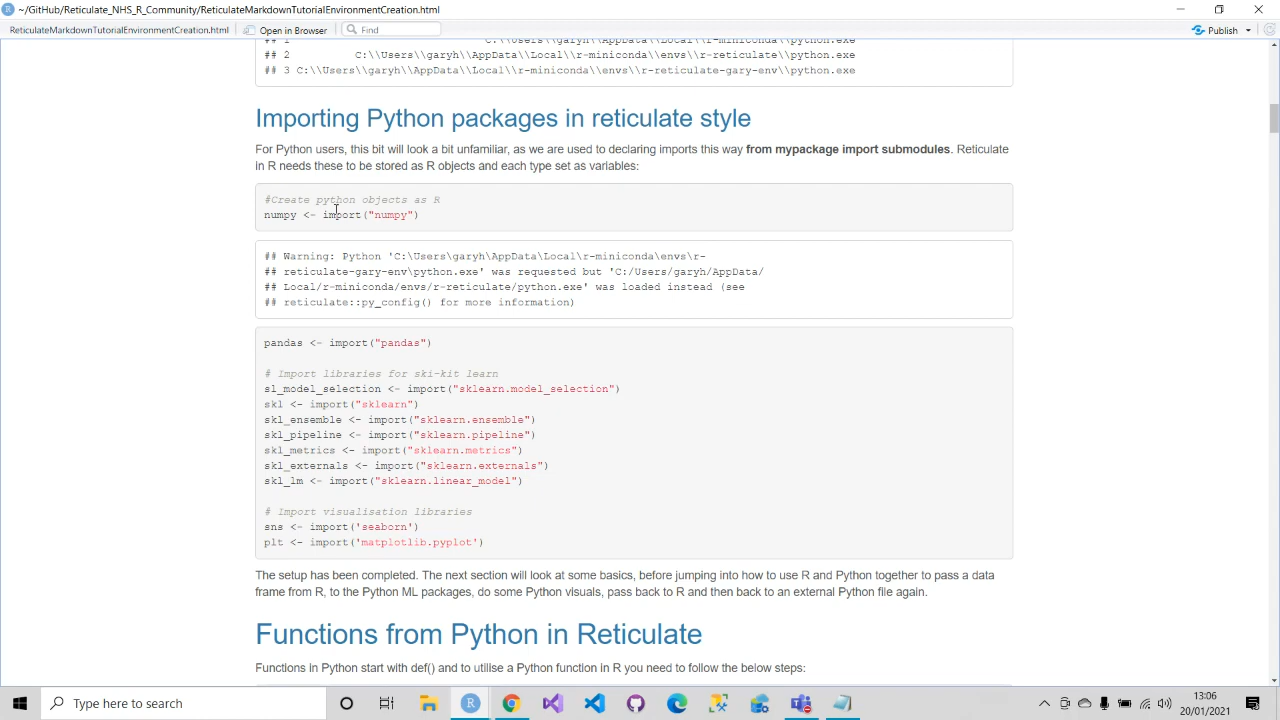 ~/GitHub/Reticulate_NHS_R_Community/ReticulateMarkdownTutorialEnvironmentCreation.html
ReticulateMarkdownTutorialEnvironmentCreation.html Open in Browser Find Publish
## 2 C:\\Users\\garyh\\AppData\\Local\\r-miniconda\\envs\\r-reticulate\\python.exe
## 3 C:\\Users\\garyh\\AppData\\Local\\r-miniconda\\envs\\r-reticulate-gary-env\\python.exe
Importing Python packages in reticulate style
For Python users, this bit will look a bit unfamiliar, as we are used to declaring imports this way from mypackage import submodules. Reticulate
in R needs these to be stored as R objects and each type set as variables:
#Create python objects as R
numpy <- import("numpy")
## Warning: Python 'C:\Users\garyh\AppData\Local\r-miniconda\envs\r-
## reticulate-gary-env\python.exe' was requested but 'C:/Users/garyh/AppData/
## Local/r-miniconda/envs/r-reticulate/python.exe' was loaded instead (see
## reticulate::py_config() for more information)
pandas <- import("pandas")
# Import libraries for ski-kit learn
sl_model_selection <- import("sklearn.model_selection")
skl <- import("sklearn")
skl_ensemble <- import("sklearn.ensemble")
skl_pipeline <- import("sklearn.pipeline")
skl_metrics <- import("sklearn.metrics")
skl_externals <- import("sklearn.externals")
skl_lm <- import("sklearn.linear_model")
# Import visualisation libraries
sns <- import('seaborn')
plt <- import('matplotlib.pyplot')
The setup has been completed. The next section will look at some basics, before jumping into how to use R and Python together to pass a data
frame from R, to the Python ML packages, do some Python visuals, pass back to R and then back to an external Python file again.
Functions from Python in Reticulate
Functions in Python start with def() and to utilise a Python function in R you need to follow the below steps:
Type here to search
13:06
20/01/2021